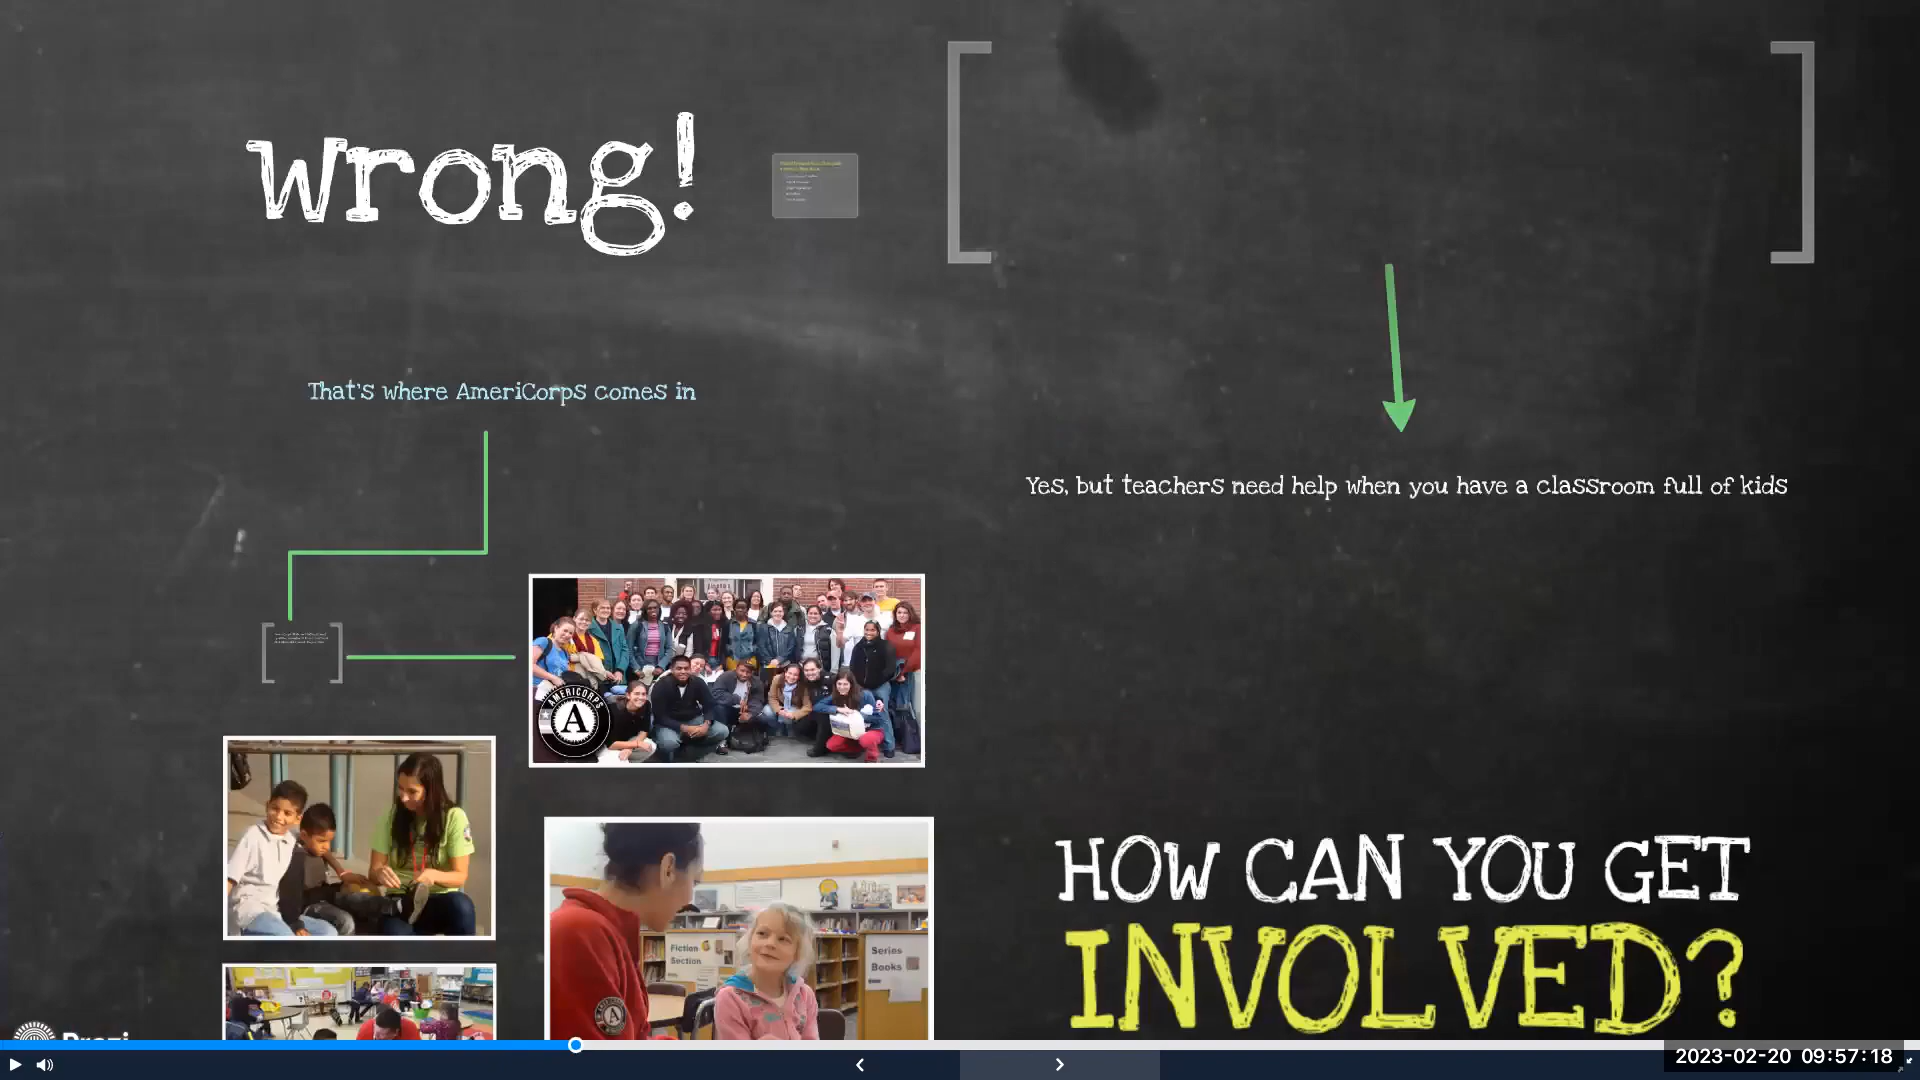 wrong!
That's where AmeriCorps comes in
Yes, but teachers need help when you have a classroom full of kids
AMERICORPS
A
Fiction
Section
Series
Books
A
HOW CAN YOU GET
INVOLVED?
Prezi
2023-02-20 09:57:18